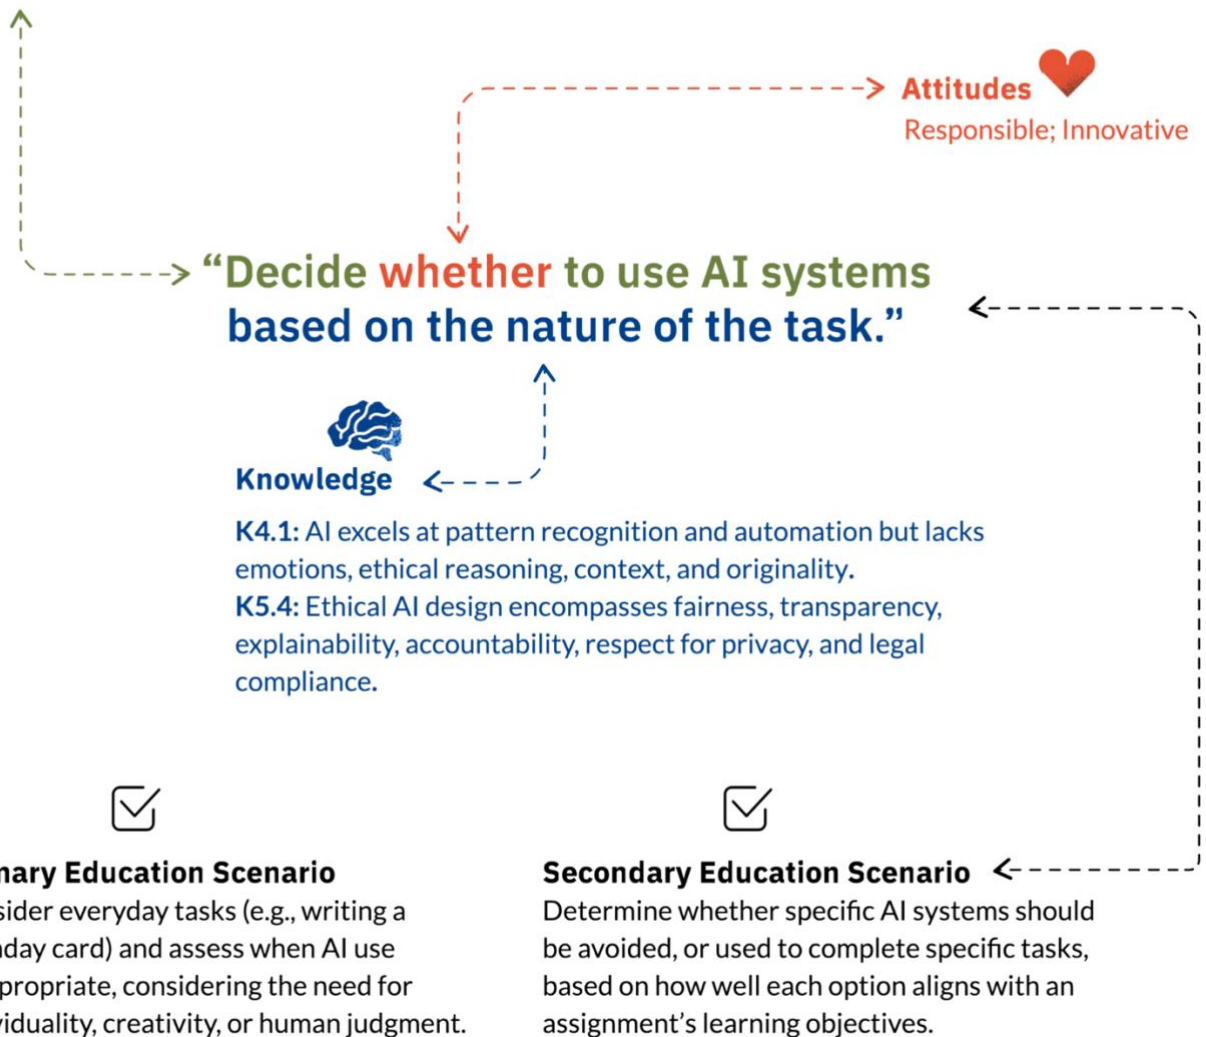 Attitudes
Responsible; Innovative
“Decide whether to use AI systems
based on the nature of the task.”
Knowledge
K4.1: AI excels at pattern recognition and automation but lacks
emotions, ethical reasoning, context, and originality.
K5.4: Ethical AI design encompasses fairness, transparency,
explainability, accountability, respect for privacy, and legal
compliance.
Education Scenario
everyday tasks (e.g., writing a
card) and assess when AI use
considering the need for
creativity, or human judgment.
Secondary Education Scenario
Determine whether specific AI systems should
be avoided, or used to complete specific tasks,
based on how well each option aligns with an
assignment’s learning objectives.